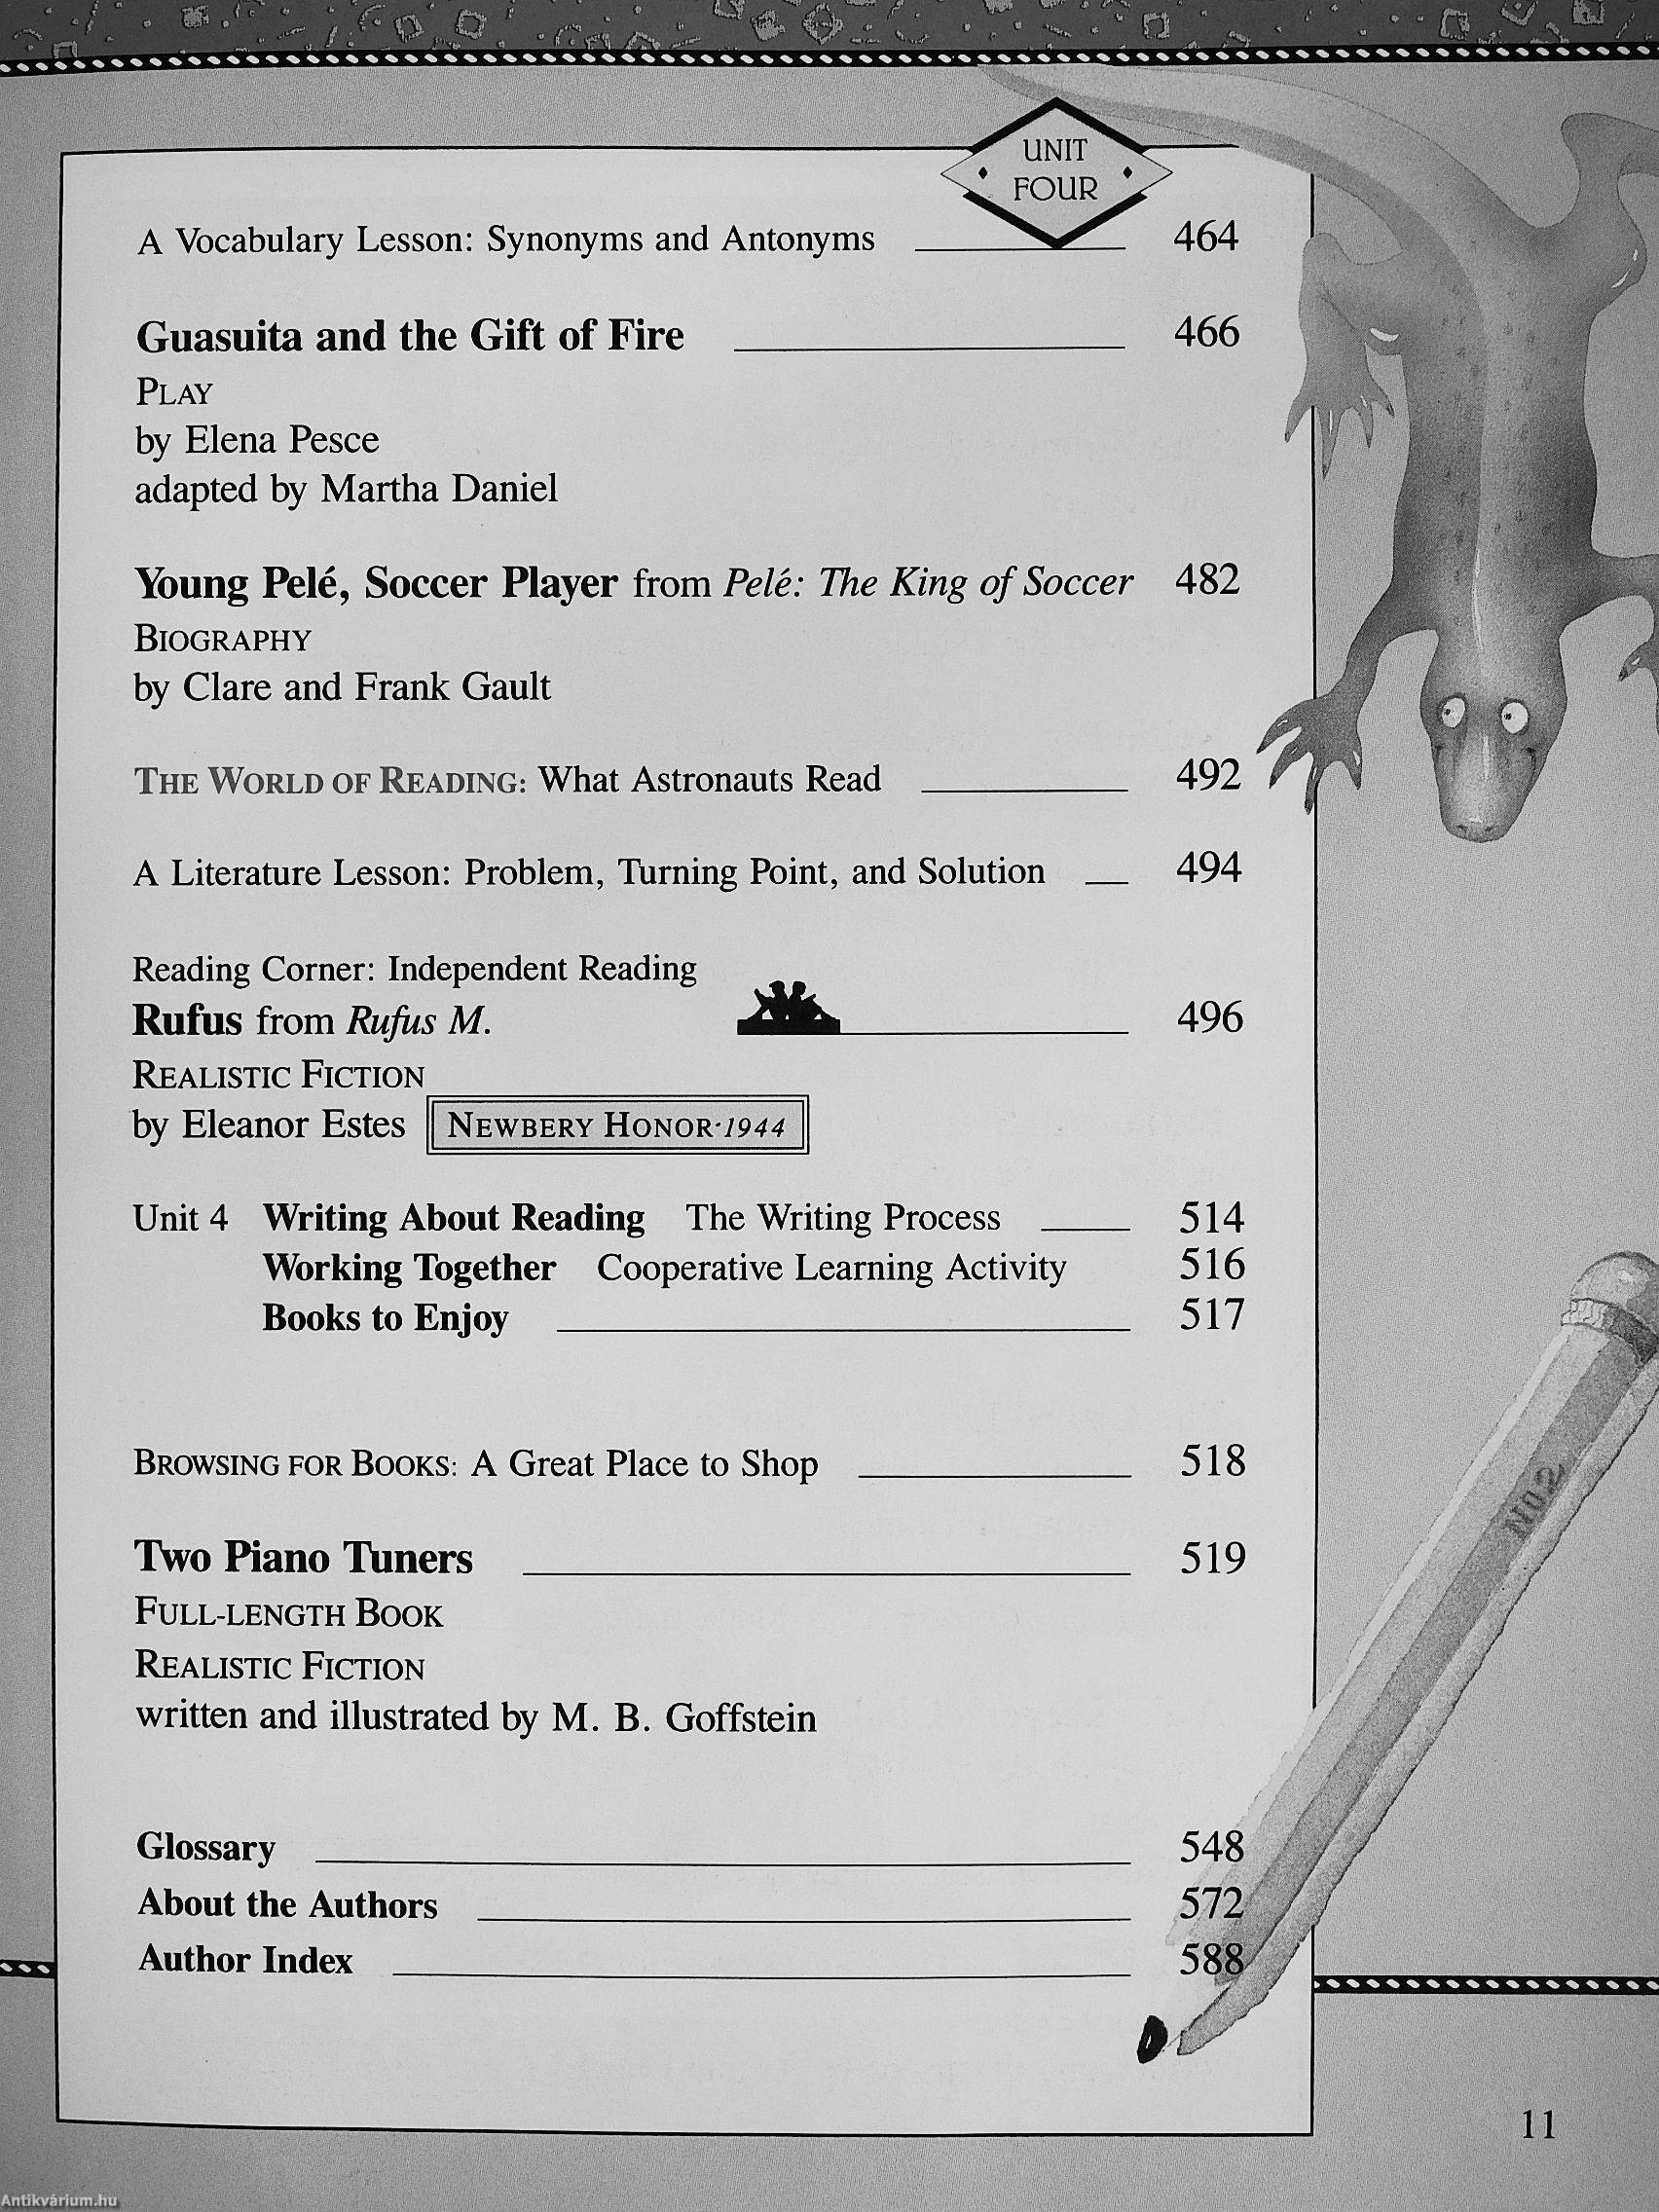 UNIT
FOUR
A Vocabulary Lesson: Synonyms and Antonyms 464
Guasuita and the Gift of Fire 466
PLAY
by Elena Pesce
adapted by Martha Daniel
Young Pelé, Soccer Player from Pelé: The King of Soccer 482
BIOGRAPHY
by Clare and Frank Gault
THE WORLD OF READING: What Astronauts Read 492
A Literature Lesson: Problem, Turning Point, and Solution 494
Reading Corner: Independent Reading
Rufus from Rufus M. 496
REALISTIC FICTION
by Eleanor Estes NEWBERY HONOR·1944
Unit 4 Writing About Reading The Writing Process 514
Working Together Cooperative Learning Activity 516
Books to Enjoy 517
BROWSING FOR BOOKS: A Great Place to Shop 518
No2
Two Piano Tuners 519
FULL-LENGTH BOOK
REALISTIC FICTION
written and illustrated by M. B. Goffstein
Glossary 548
About the Authors 572
Author Index 588
11
Antikvárium.hu